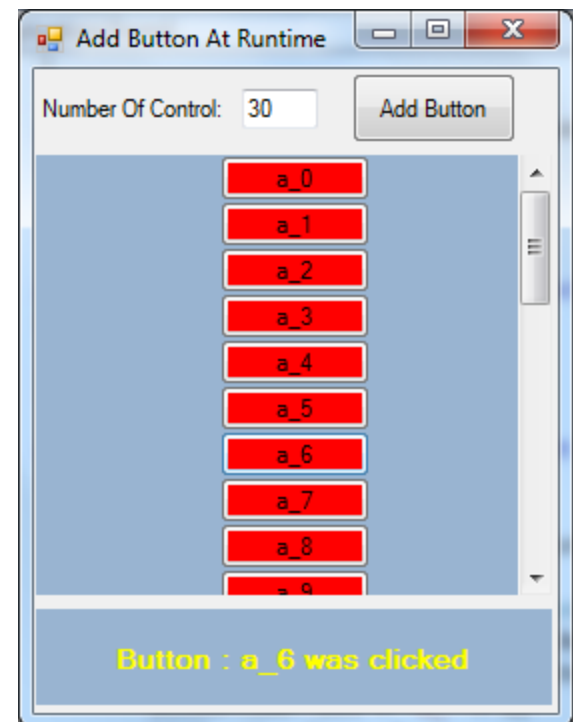 Add Button At Runtime
Number Of Control: 30 Add Button
a_0
a_1
a_2
a_3
a_4
a_5
a_6
a_7
a_8
a_9
Button : a_6 was clicked